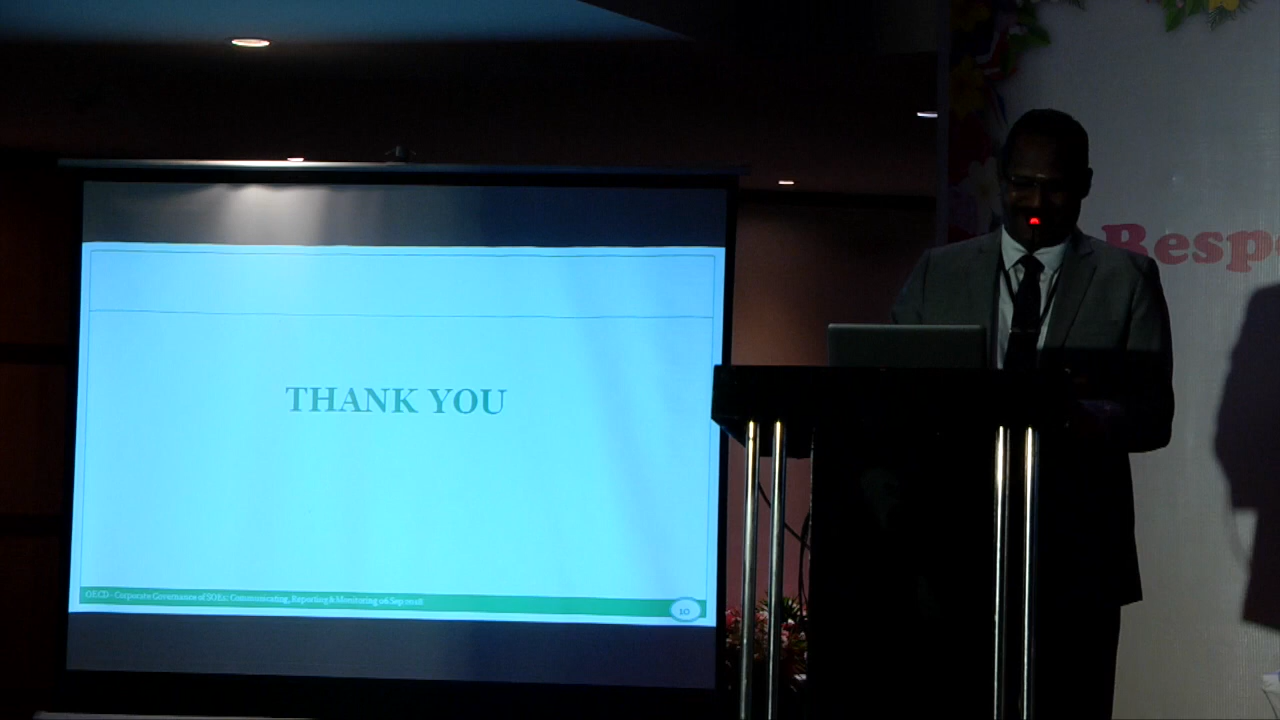 THANK YOU
OECD - Corporate Governance of SOEs: Communicating, Reporting & Monitoring 06 Sep 2018
10
Resp